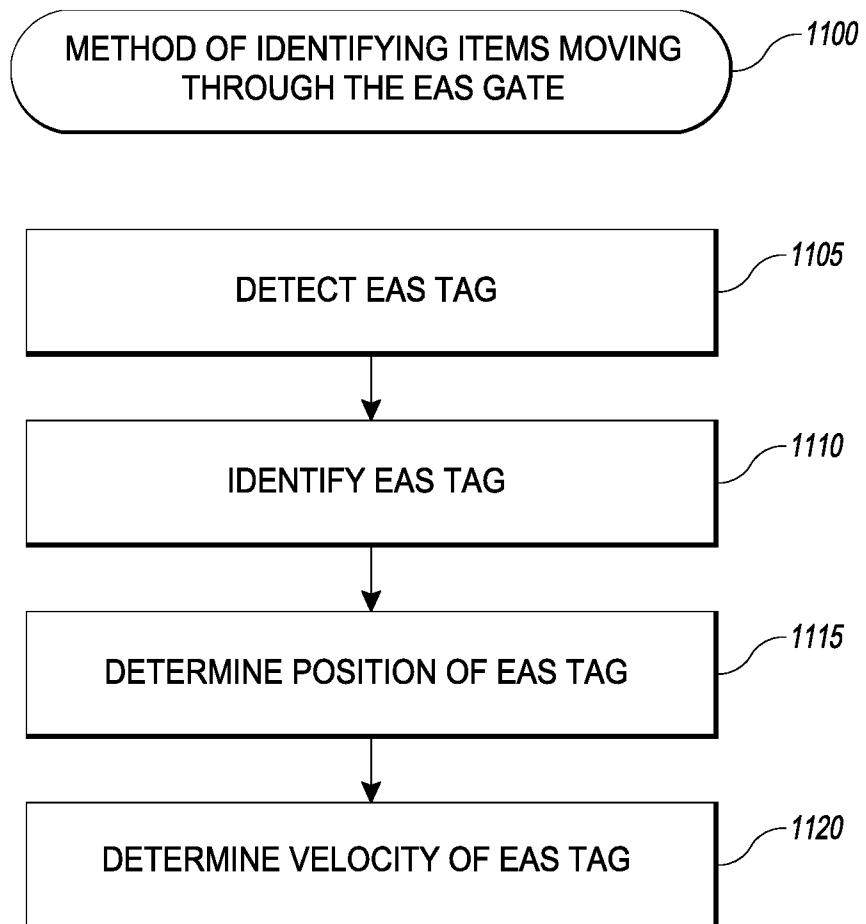 METHOD OF IDENTIFYING ITEMS MOVING
THROUGH THE EAS GATE
1100
DETECT EAS TAG
1105
IDENTIFY EAS TAG
1110
DETERMINE POSITION OF EAS TAG
1115
DETERMINE VELOCITY OF EAS TAG
1120